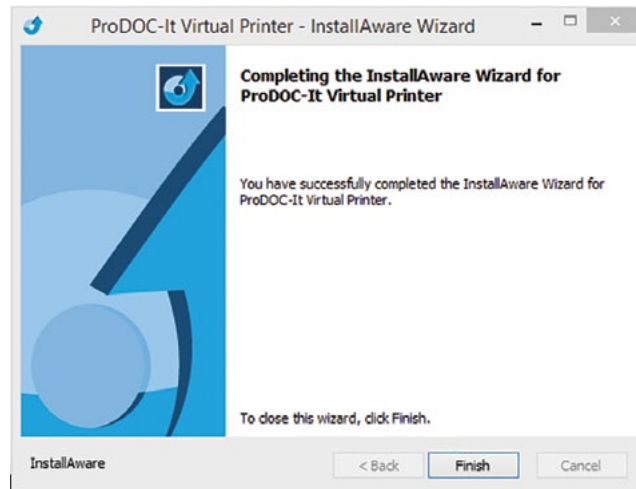 ProDOC-It Virtual Printer - InstallAware Wizard
Completing the InstallAware Wizard for
ProDOC-It Virtual Printer
You have successfully completed the InstallAware Wizard for
ProDOC-It Virtual Printer.
To close this wizard, click Finish.
InstallAware
< Back
Finish
Cancel